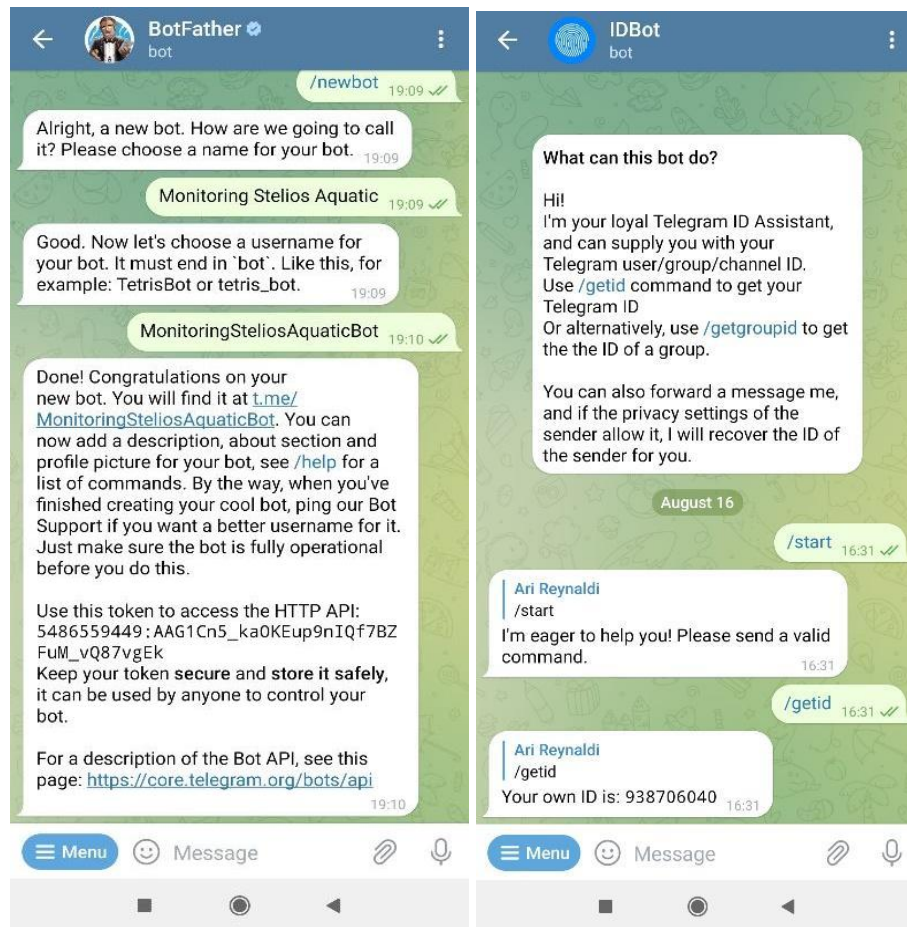 BotFather
bot
/newbot 19:09
Alright, a new bot. How are we going to call
it? Please choose a name for your bot. 19:09
Monitoring Stelios Aquatic 19:09
Good. Now let's choose a username for
your bot. It must end in `bot`. Like this, for
example: TetrisBot or tetris_bot. 19:09
MonitoringSteliosAquaticBot 19:10
Done! Congratulations on your
new bot. You will find it at t.me/
MonitoringSteliosAquaticBot. You can
now add a description, about section and
profile picture for your bot, see /help for a
list of commands. By the way, when you've
finished creating your cool bot, ping our Bot
Support if you want a better username for it.
Just make sure the bot is fully operational
before you do this.
Use this token to access the HTTP API:
5486559449:AAG1Cn5_kaOKEup9nIQf7BZ
FuM_vQ87vgEk
Keep your token secure and store it safely,
it can be used by anyone to control your
bot.
For a description of the Bot API, see this
page: https://core.telegram.org/bots/api
19:10
Menu Message
IDBot
bot
What can this bot do?
Hi!
I'm your loyal Telegram ID Assistant,
and can supply you with your
Telegram user/group/channel ID.
Use /getid command to get your
Telegram ID
Or alternatively, use /getgroupid to get
the the ID of a group.
You can also forward a message me,
and if the privacy settings of the
sender allow it, I will recover the ID of
the sender for you.
August 16
/start 16:31
Ari Reynaldi
/start
I'm eager to help you! Please send a valid
command. 16:31
/getid 16:31
Ari Reynaldi
/getid
Your own ID is: 938706040 16:31
Menu Message